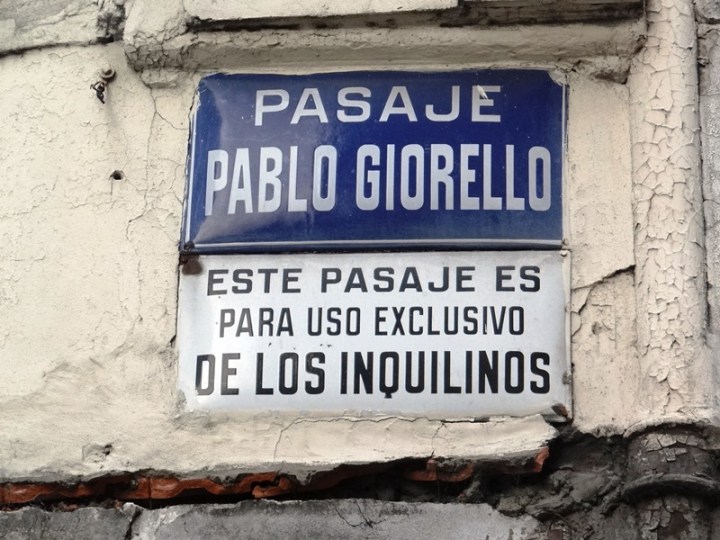 PASAJE
PABLO GIORELLO
ESTE PASAJE ES
PARA USO EXCLUSIVO
DE LOS INQUILINOS